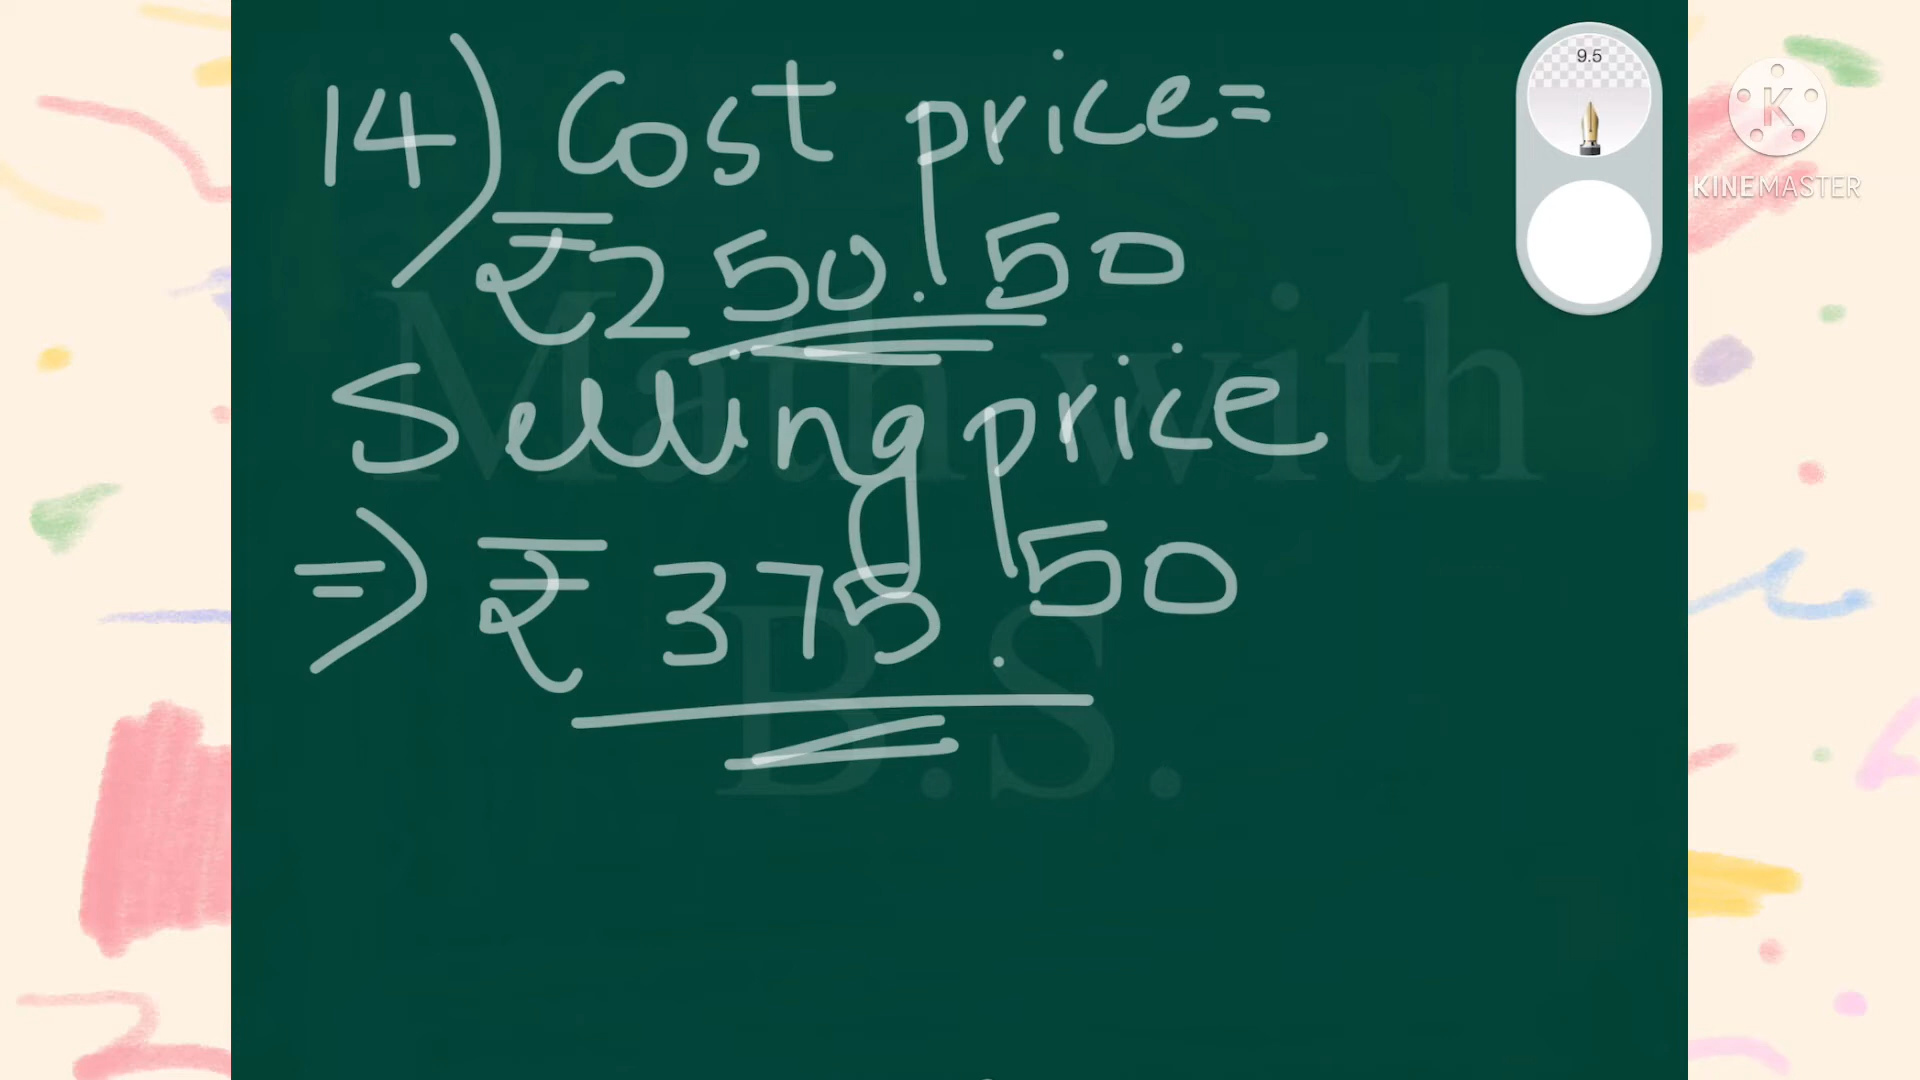 14) Cost price=
₹250.50
Selling price
⇒) ₹ 375.50
Math with
B.S.
9.5
K
KINEMASTER